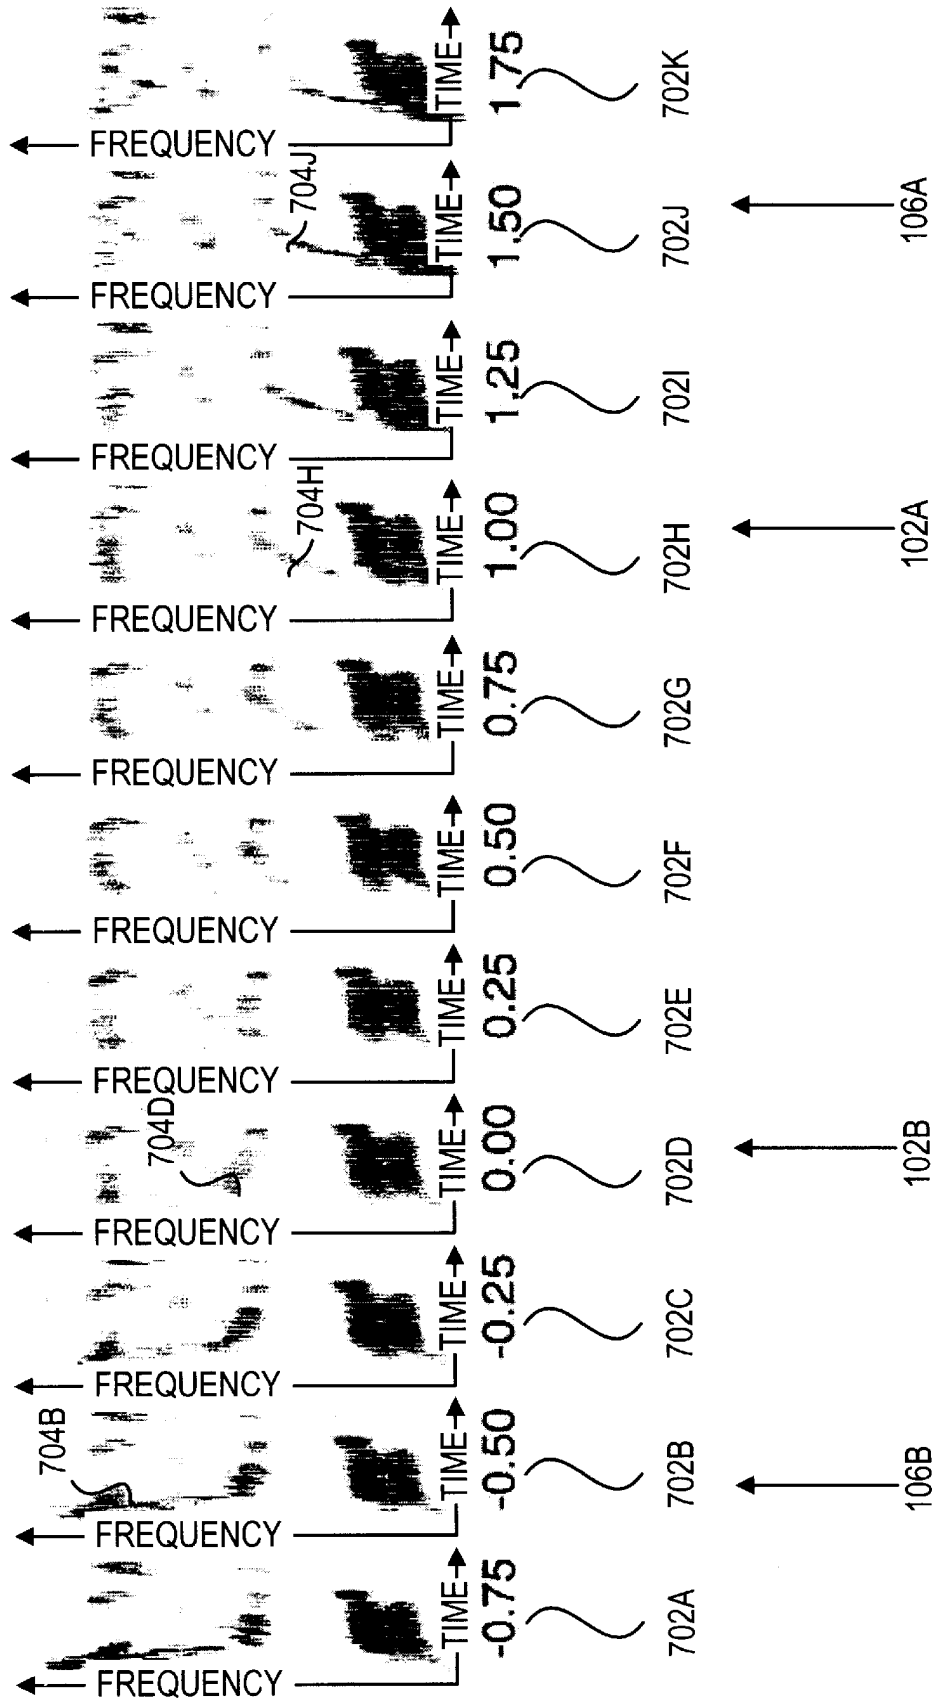 FREQUENCY
TIME
-0.75
702A
FREQUENCY
704B
TIME
-0.50
702B
106B
FREQUENCY
TIME
-0.25
702C
FREQUENCY
704D
TIME
0.00
702D
102B
FREQUENCY
TIME
0.25
702E
FREQUENCY
TIME
0.50
702F
FREQUENCY
TIME
0.75
702G
FREQUENCY
704H
TIME
1.00
702H
102A
FREQUENCY
TIME
1.25
702I
FREQUENCY
704J
TIME
1.50
702J
106A
FREQUENCY
TIME
1.75
702K